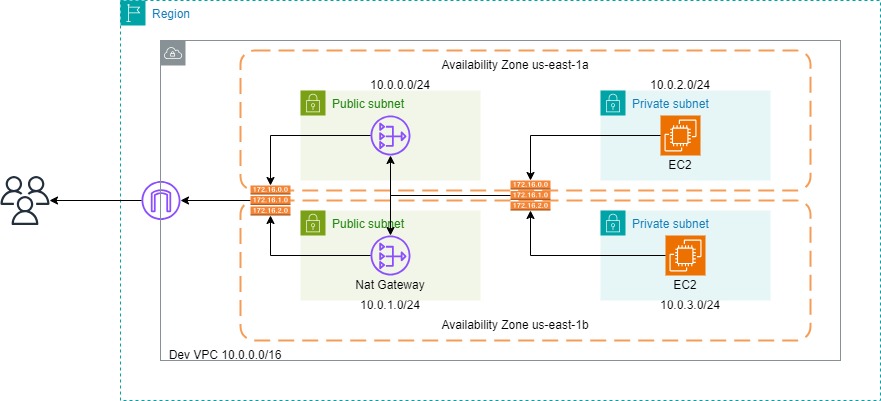 Region
Availability Zone us-east-1a
10.0.0.0/24
10.0.2.0/24
Public subnet
Private subnet
EC2
172.16.0.0
172.16.1.0
172.16.2.0
172.16.0.0
172.16.1.0
172.16.2.0
Public subnet
Private subnet
Nat Gateway
EC2
10.0.1.0/24
10.0.3.0/24
Availability Zone us-east-1b
Dev VPC 10.0.0.0/16